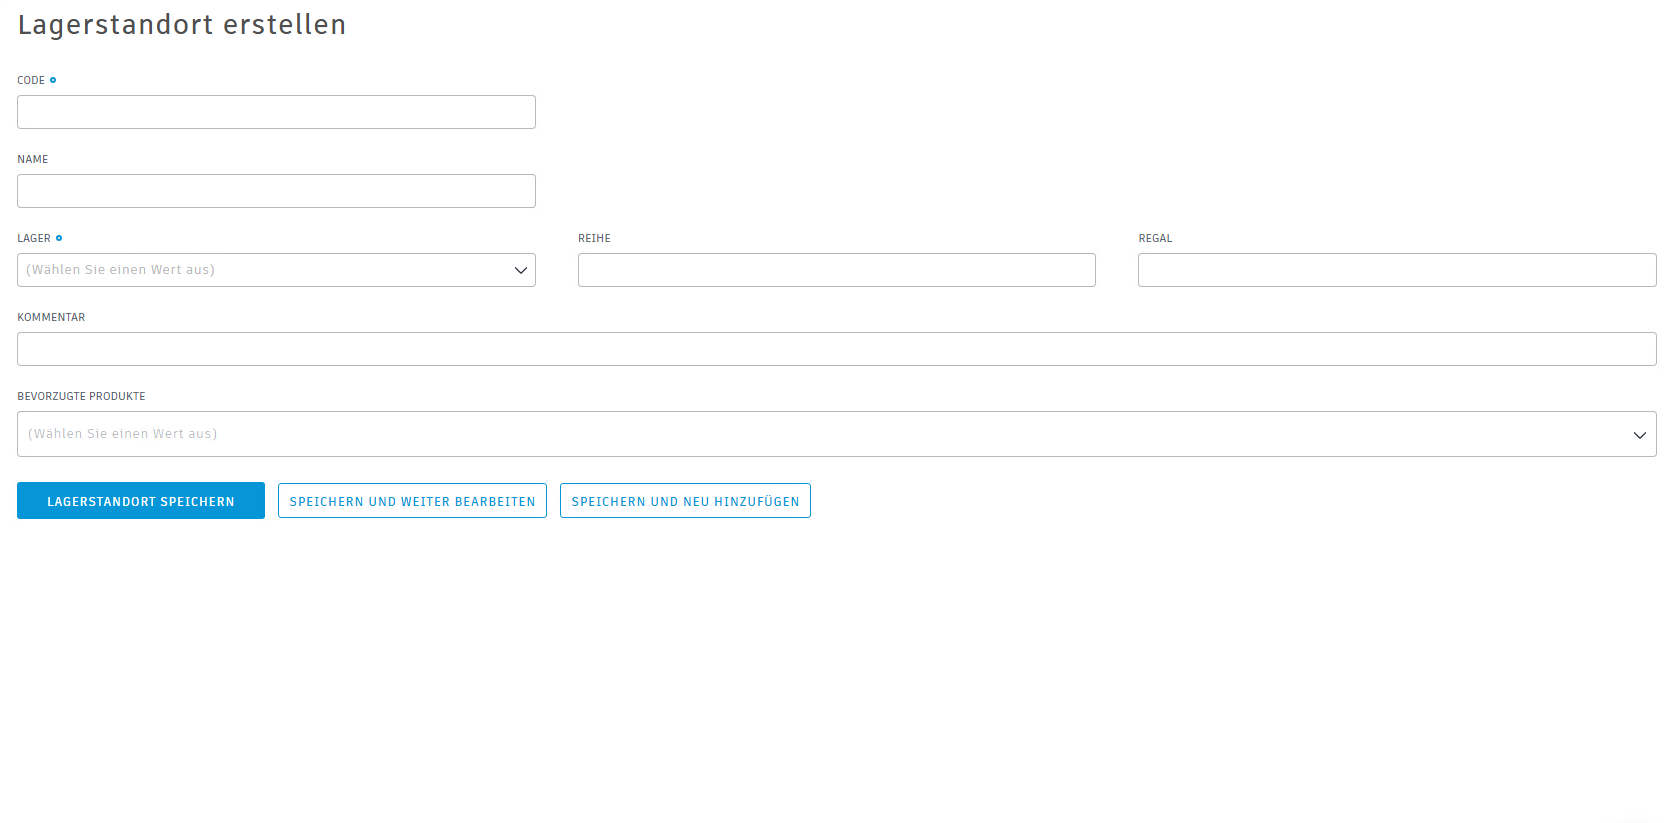 Lagerstandort erstellen
CODE
NAME
LAGER
REIHE
REGAL
(Wählen Sie einen Wert aus)
KOMMENTAR
BEVORZUGTE PRODUKTE
(Wählen Sie einen Wert aus)
LAGERSTANDORT SPEICHERN
SPEICHERN UND WEITER BEARBEITEN
SPEICHERN UND NEU HINZUFÜGEN